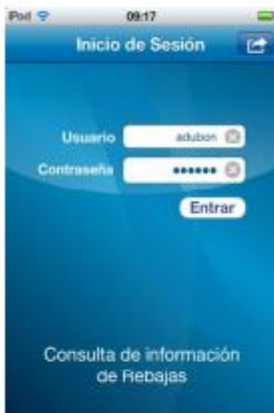 iPod 09:17
Inicio de Sesión
Usuario adubon
Contraseña ••••••
Entrar
Consulta de información
de Rebajas